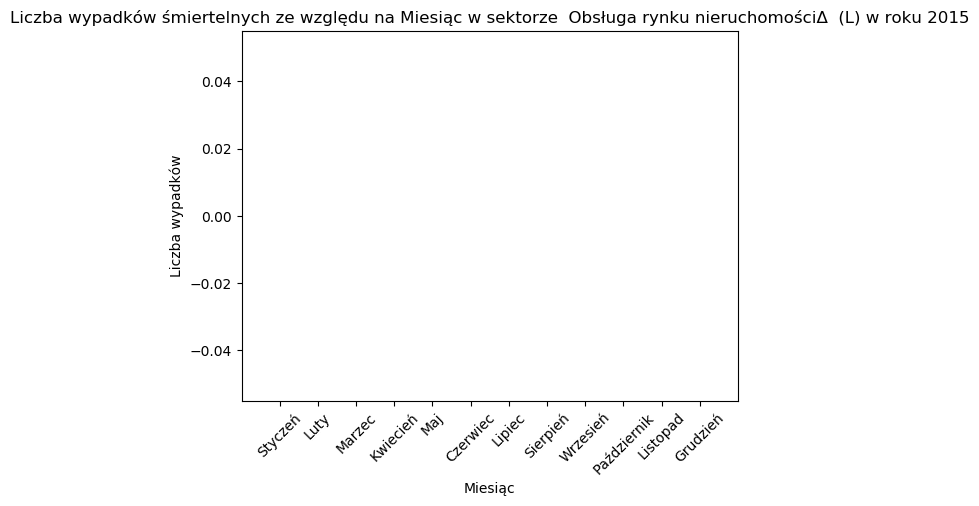 Liczba wypadków śmiertelnych ze względu na Miesiąc w sektorze  Obsługa rynku nieruchomościΔ  (L) w roku 2015
Liczba wypadków
0.04
0.02
0.00
−0.02
−0.04
Styczeń
Luty
Marzec
Kwiecień
Maj
Czerwiec
Lipiec
Sierpień
Wrzesień
Październik
Listopad
Grudzień
Miesiąc